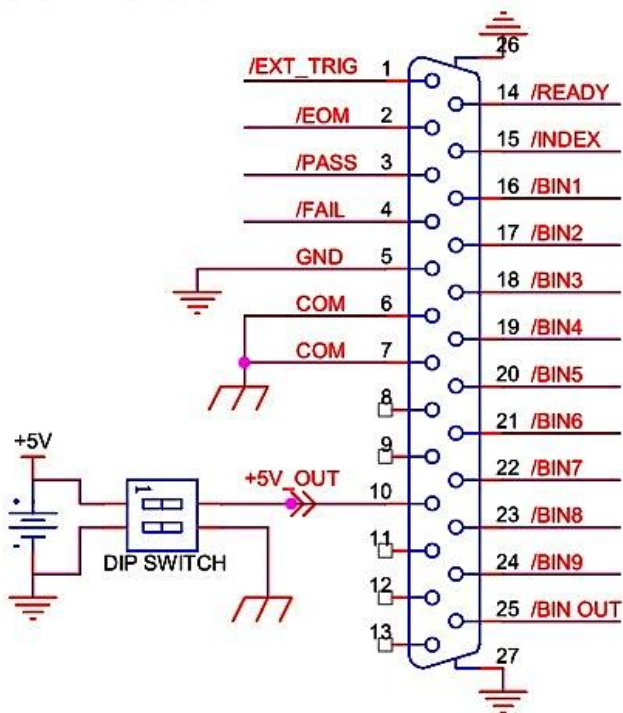 26
/EXT_TRIG 1
14 /READY
/EOM 2
15 /INDEX
/PASS 3
16 /BIN1
/FAIL 4
17 /BIN2
GND 5
18 /BIN3
COM 6
19 /BIN4
COM 7
20 /BIN5
8
21 /BIN6
9
22 /BIN7
+5V
+5V_OUT 10
1
23 /BIN8
+
-
DIP SWITCH
11
24 /BIN9
12
25 /BIN OUT
13
27